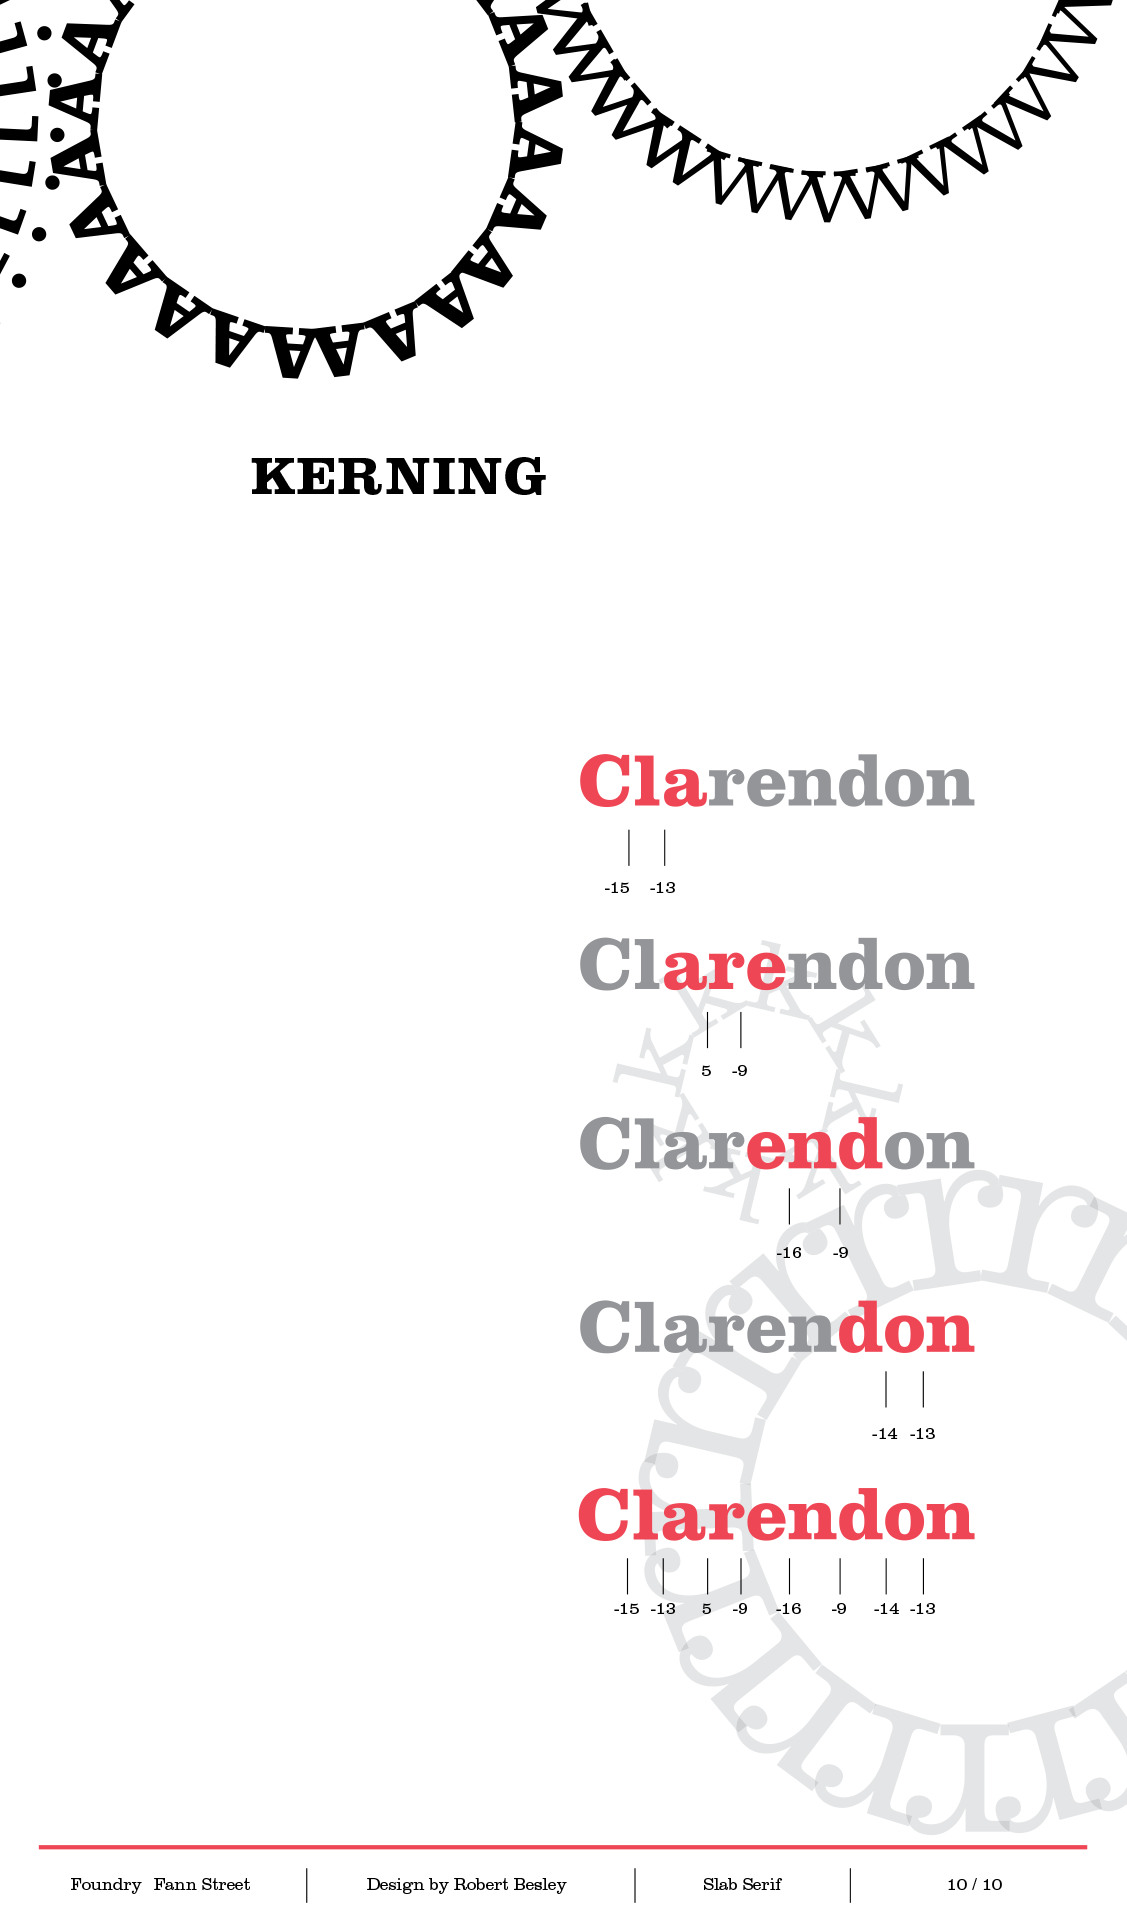 KERNING
Clarendon
-15 -13
Clarendon
5 -9
Clarendon
-16 -9
Clarendon
-14 -13
Clarendon
-15 -13 5 -9 -16 -9 -14 -13
Foundry Fann Street
Design by Robert Besley
Slab Serif
10 / 10